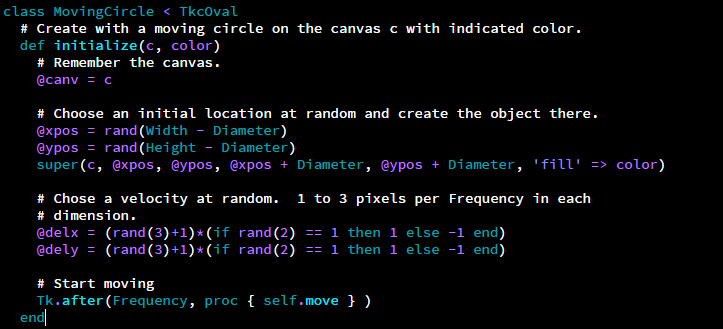 class MovingCircle < TkcOval
  # Create with a moving circle on the canvas c with indicated color.
  def initialize(c, color)
    # Remember the canvas.
    @canv = c

    # Choose an initial location at random and create the object there.
    @xpos = rand(Width - Diameter)
    @ypos = rand(Height - Diameter)
    super(c, @xpos, @ypos, @xpos + Diameter, @ypos + Diameter, 'fill' => color)

    # Chose a velocity at random.  1 to 3 pixels per Frequency in each
    # dimension.
    @delx = (rand(3)+1)*(if rand(2) == 1 then 1 else -1 end)
    @dely = (rand(3)+1)*(if rand(2) == 1 then 1 else -1 end)

    # Start moving
    Tk.after(Frequency, proc { self.move } )
  end